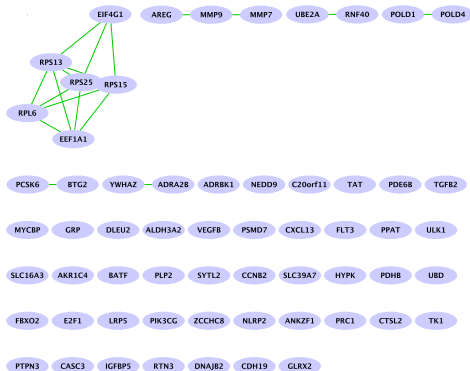 EIF4G1 AREG MMP9 MMP7 UBE2A RNF40 POLD1 POLD4
RPS13
RPS25 RPS15
RPL6
EEF1A1
PCSK6 BTG2 YWHAZ ADRA2B ADRBK1 NEDD9 C20orf11 TAT PDE6B TGFB2
MYCBP GRP DLEU2 ALDH3A2 VEGFB PSMD7 CXCL13 FLT3 PPAT ULK1
SLC16A3 AKR1C4 BATF PLP2 SYTL2 CCNB2 SLC39A7 HYPK PDHB UBD
FBXO2 E2F1 LRP5 PIK3CG ZCCHC8 NLRP2 ANKZF1 PRC1 CTSL2 TK1
PTPN3 CASC3 IGFBP5 RTN3 DNAJB2 CDH19 GLRX2